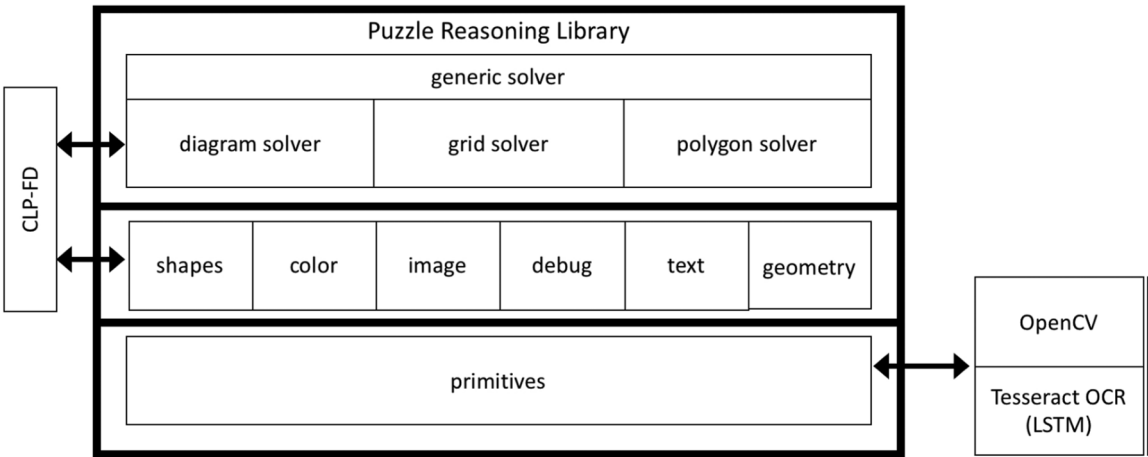 Puzzle Reasoning Library
generic solver
diagram solver
grid solver
polygon solver
CLP-FD
shapes
color
image
debug
text
geometry
primitives
OpenCV
Tesseract OCR
(LSTM)